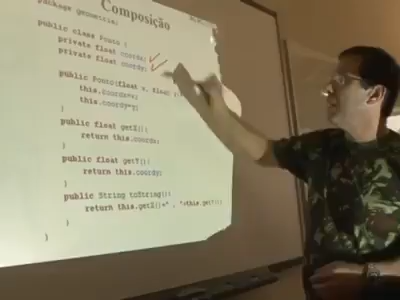 Composição
package geometria;
public class Ponto {
private float coordx;
private float coordy;
public Ponto(float x, float
this.coordx=x;
this.coordy=y;
}
public float getX(){
return this.coordx;
}
public float getY(){
return this.coordy;
}
public String toString(){
return this.getX()+" , "+this.getY();
}
}